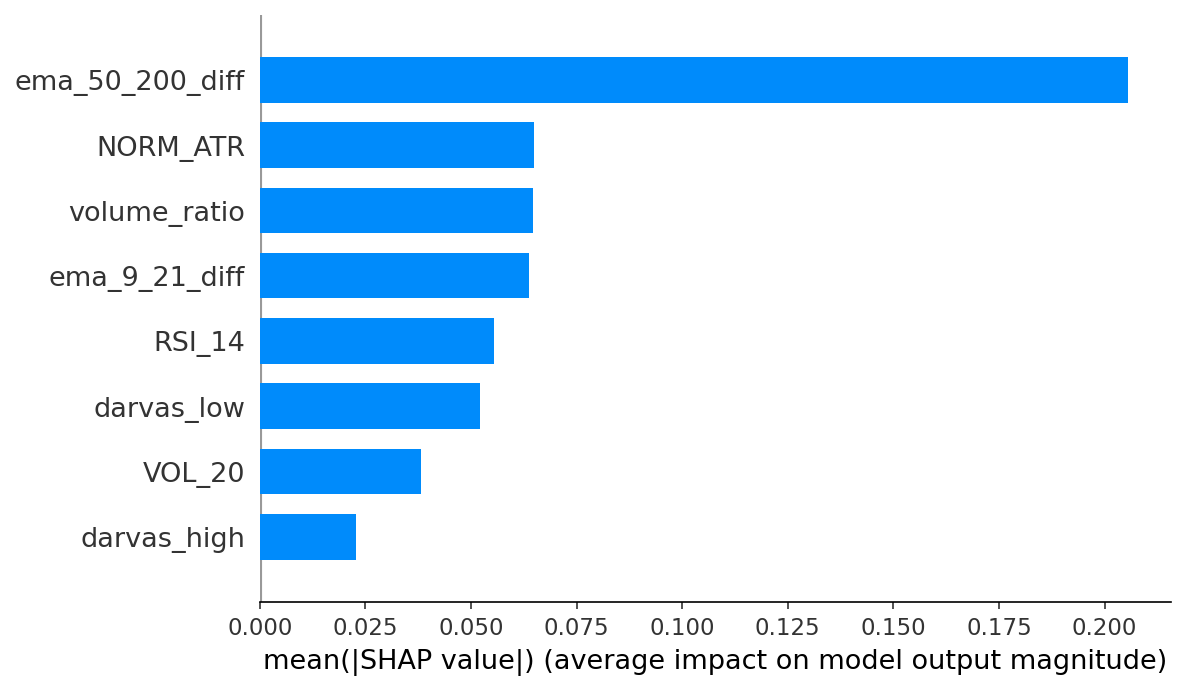 ema_50_200_diff
NORM_ATR
volume_ratio
ema_9_21_diff
RSI_14
darvas_low
VOL_20
darvas_high
0.000 0.025 0.050 0.075 0.100 0.125 0.150 0.175 0.200
mean(|SHAP value|) (average impact on model output magnitude)